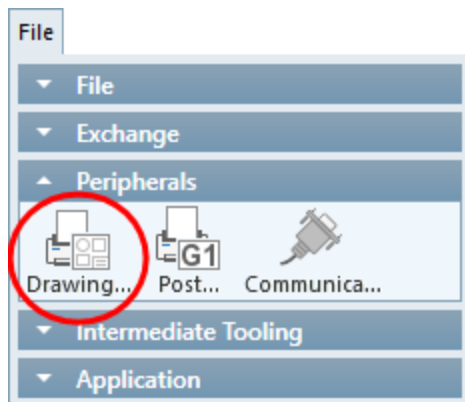 File
File
Exchange
Peripherals
G1
Drawing... Post... Communica...
Intermediate Tooling
Application